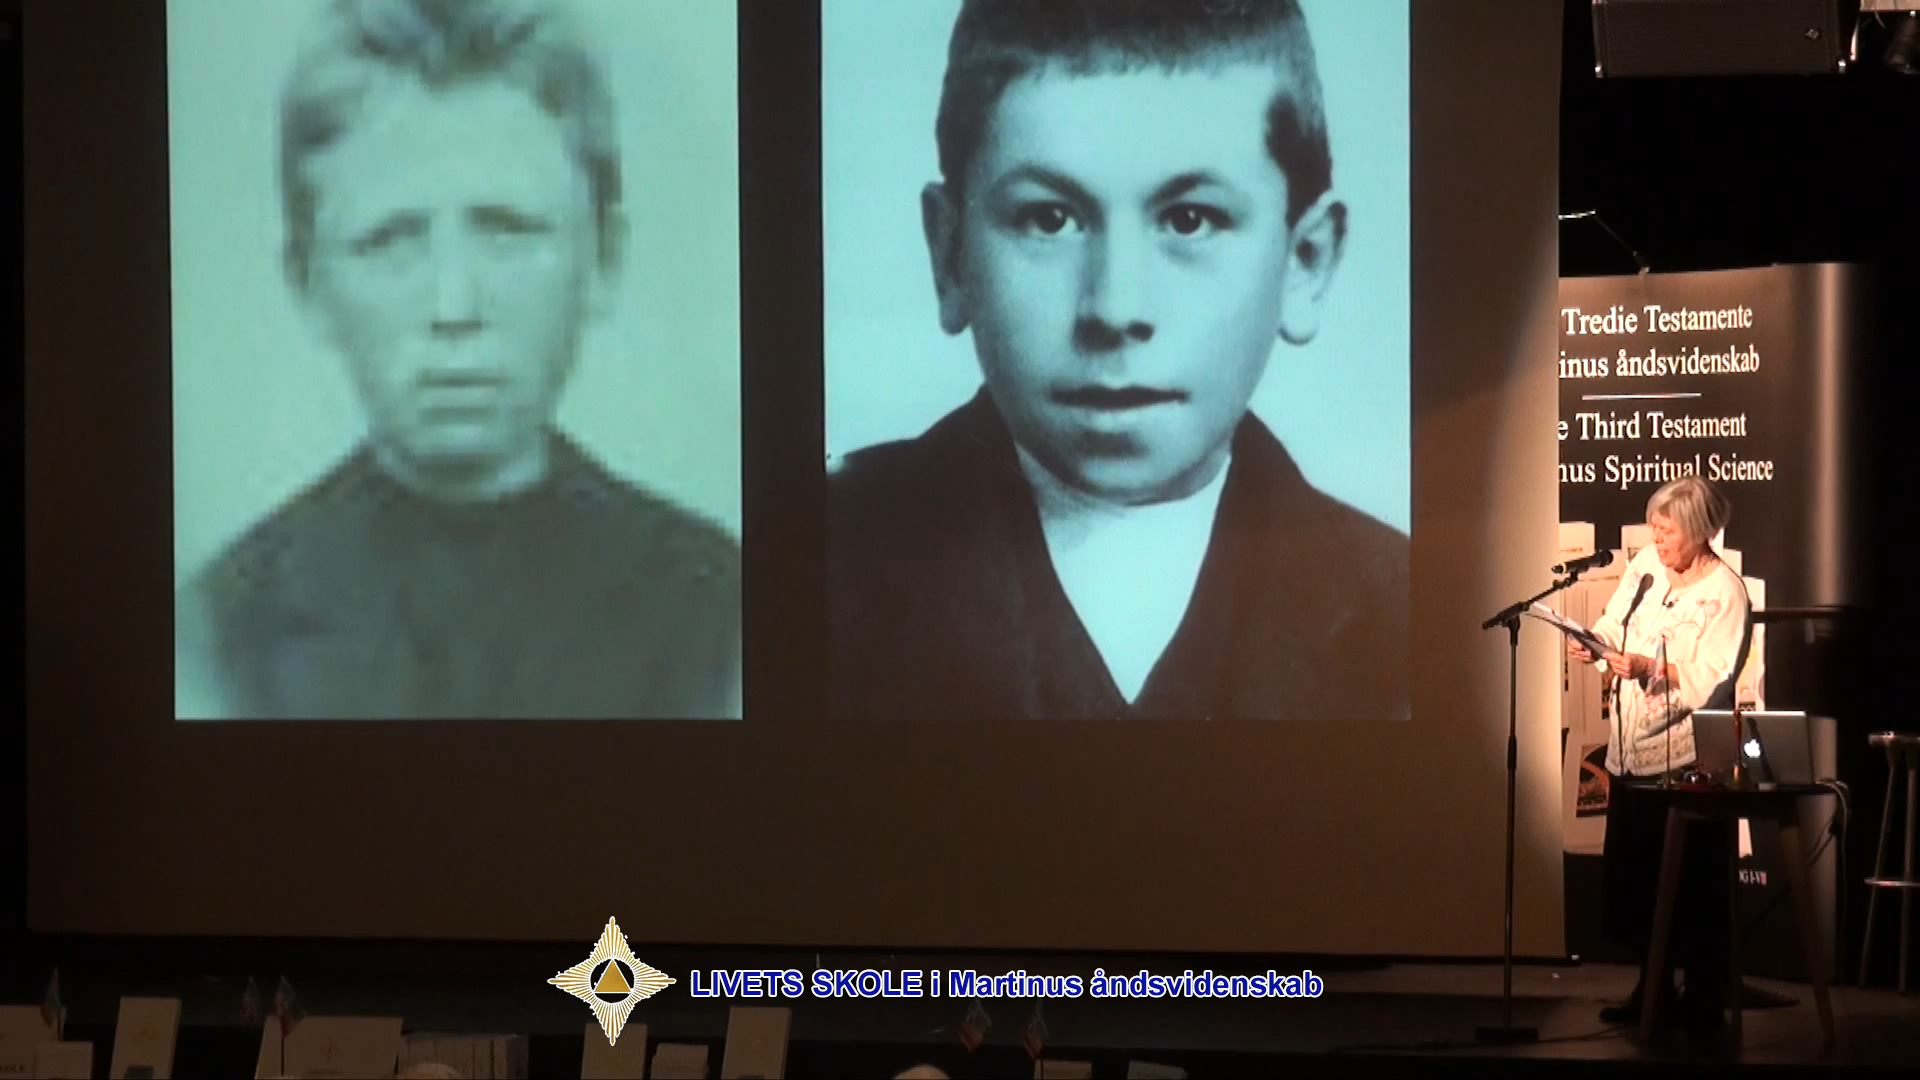 Tredie Testamente
inus åndsvidenskab
e Third Testament
nus Spiritual Science
LIVETS SKOLE i Martinus åndsvidenskab